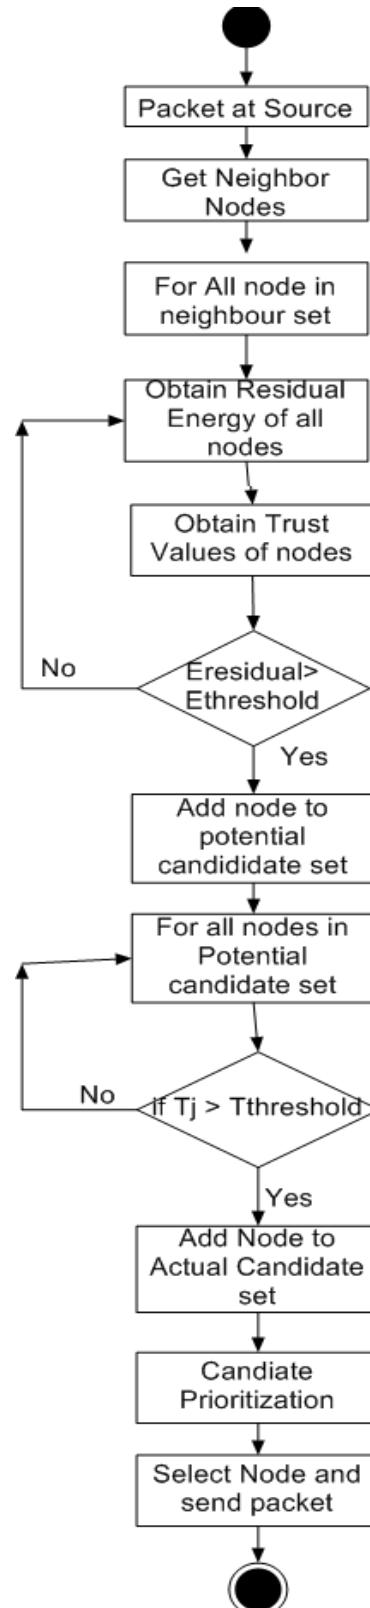 Packet at Source
Get Neighbor
Nodes
For All node in
neighbour set
Obtain Residual
Energy of all
nodes
Obtain Trust
Values of nodes
Eresidual>
Ethreshold
No
Yes
Add node to
potential
candididate set
For all nodes in
Potential
candidate set
if Tj > Tthreshold
No
Yes
Add Node to
Actual Candidate
set
Candiate
Prioritization
Select Node and
send packet